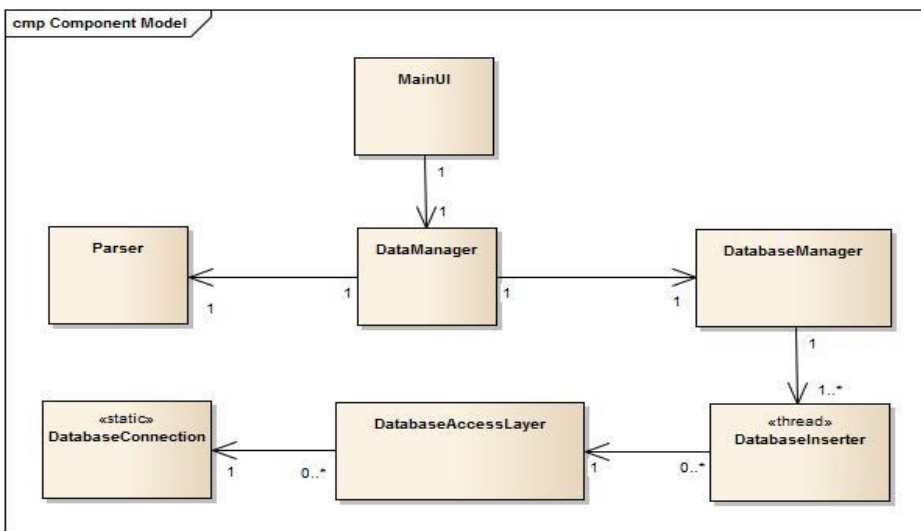 cmp Component Model
MainUI
1
1
Parser
DataManager
DatabaseManager
1
1
1
1
1
1..*
«static»
DatabaseConnection
DatabaseAccessLayer
«thread»
DatabaseInserter
1
0..*
1
0..*